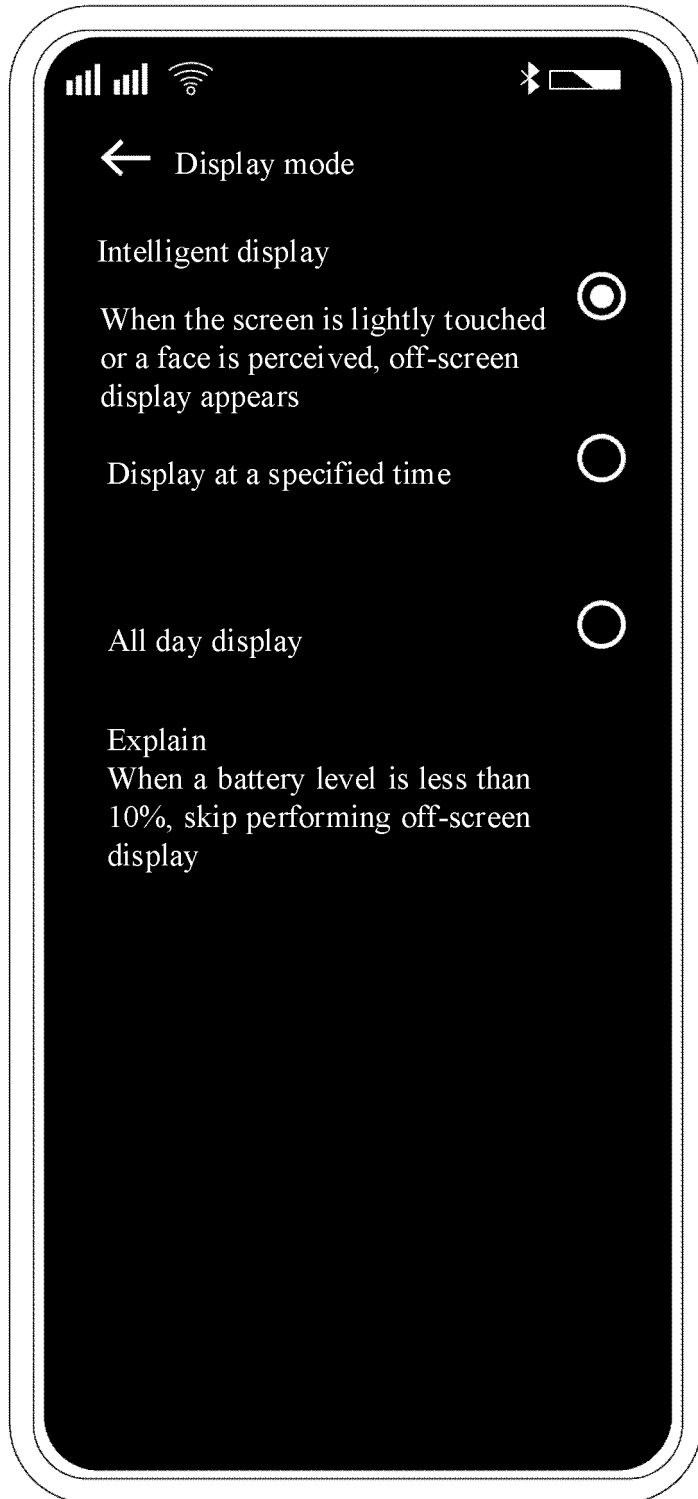 Display mode
Intelligent display
When the screen is lightly touched
or a face is perceived, off-screen
display appears
Display at a specified time
All day display
Explain
When a battery level is less than
10%, skip performing off-screen
display